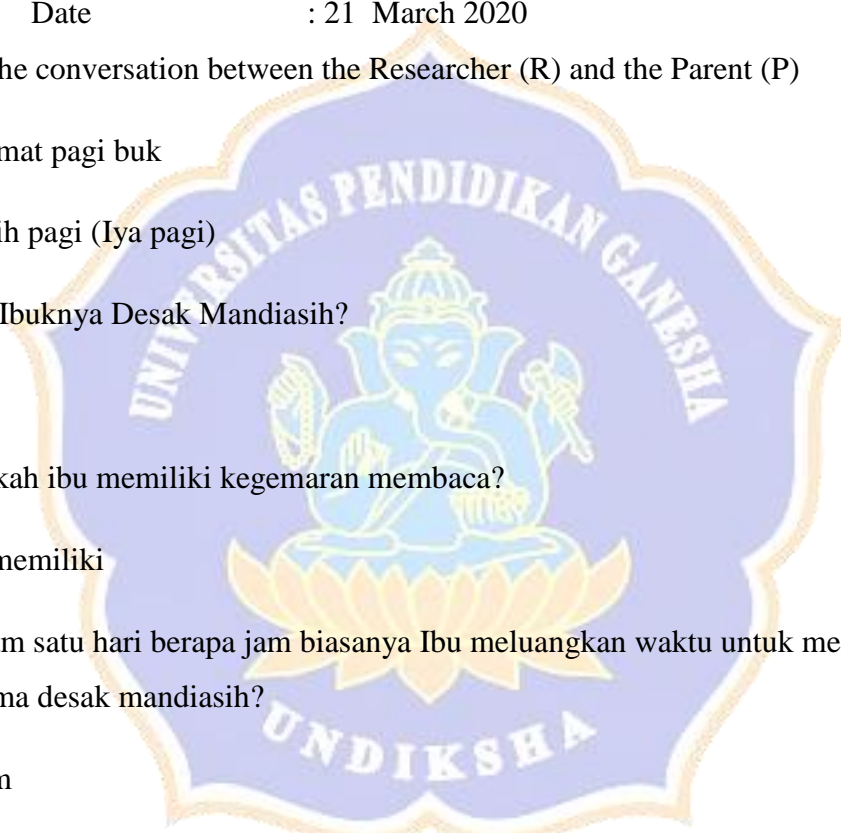 Date : 21 March 2020
he conversation between the Researcher (R) and the Parent (P)
mat pagi buk
ih pagi (Iya pagi)
Ibuknya Desak Mandiasih?
kah ibu memiliki kegemaran membaca?
memiliki
am satu hari berapa jam biasanya Ibu meluangkan waktu untuk me
ma desak mandiasih?
UNIVERSITAS PENDIDIKAN GANESHA
UNDIKSHA